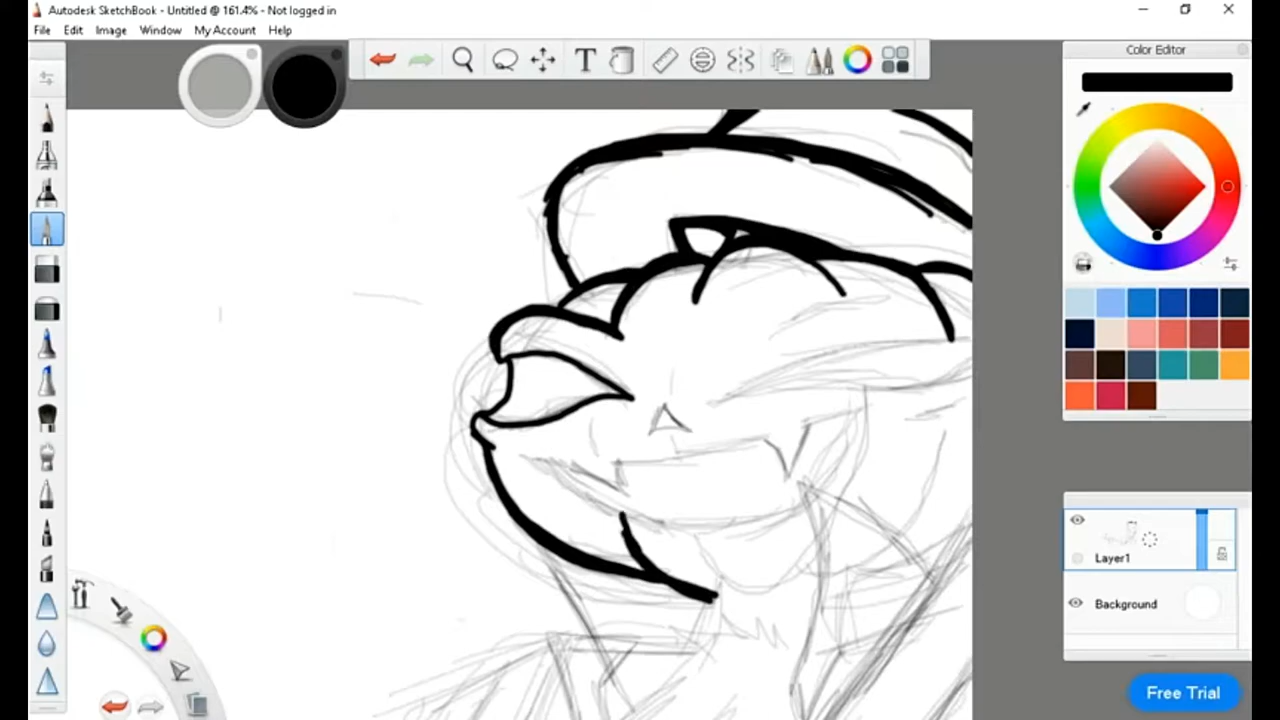 Autodesk SketchBook - Untitled @ 161.4% - Not logged in
File Edit Image Window My Account Help
Color Editor
Layer1
Background
Free Trial